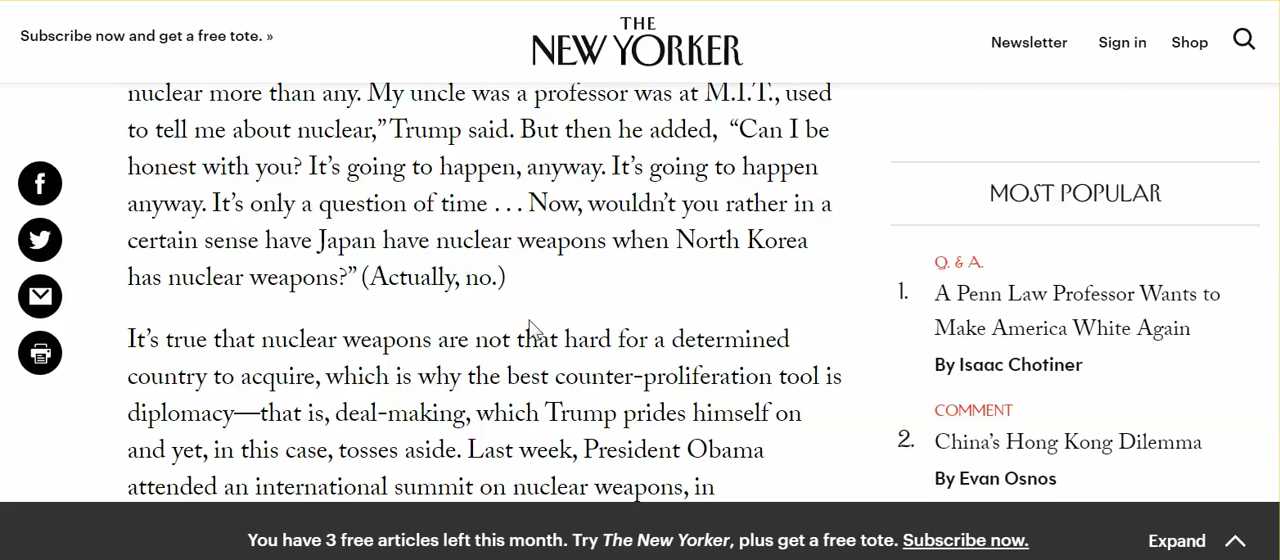 Subscribe now and get a free tote. »
THE
NEW YORKER
Newsletter
Sign in
Shop
nuclear more than any. My uncle was a professor was at M.I.T., used
to tell me about nuclear,” Trump said. But then he added, “Can I be
honest with you? It’s going to happen, anyway. It’s going to happen
anyway. It’s only a question of time . . . Now, wouldn’t you rather in a
certain sense have Japan have nuclear weapons when North Korea
has nuclear weapons?” (Actually, no.)
It’s true that nuclear weapons are not that hard for a determined
country to acquire, which is why the best counter-proliferation tool is
diplomacy—that is, deal-making, which Trump prides himself on
and yet, in this case, tosses aside. Last week, President Obama
attended an international summit on nuclear weapons, in
MOST POPULAR
Q. & A.
1. A Penn Law Professor Wants to
Make America White Again
By Isaac Chotiner
COMMENT
2. China’s Hong Kong Dilemma
By Evan Osnos
You have 3 free articles left this month. Try The New Yorker, plus get a free tote. Subscribe now.
Expand